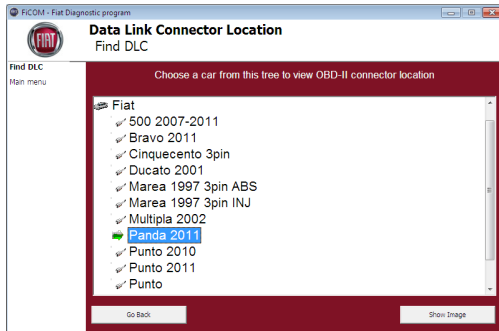 FiCOM - Fiat Diagnostic program
FIAT
Data Link Connector Location
Find DLC
Find DLC
Main menu
Choose a car from this tree to view OBD-II connector location
Fiat
500 2007-2011
Bravo 2011
Cinquecento 3pin
Ducato 2001
Marea 1997 3pin ABS
Marea 1997 3pin INJ
Multipla 2002
Panda 2011
Punto 2010
Punto 2011
Punto
Go Back
Show Image